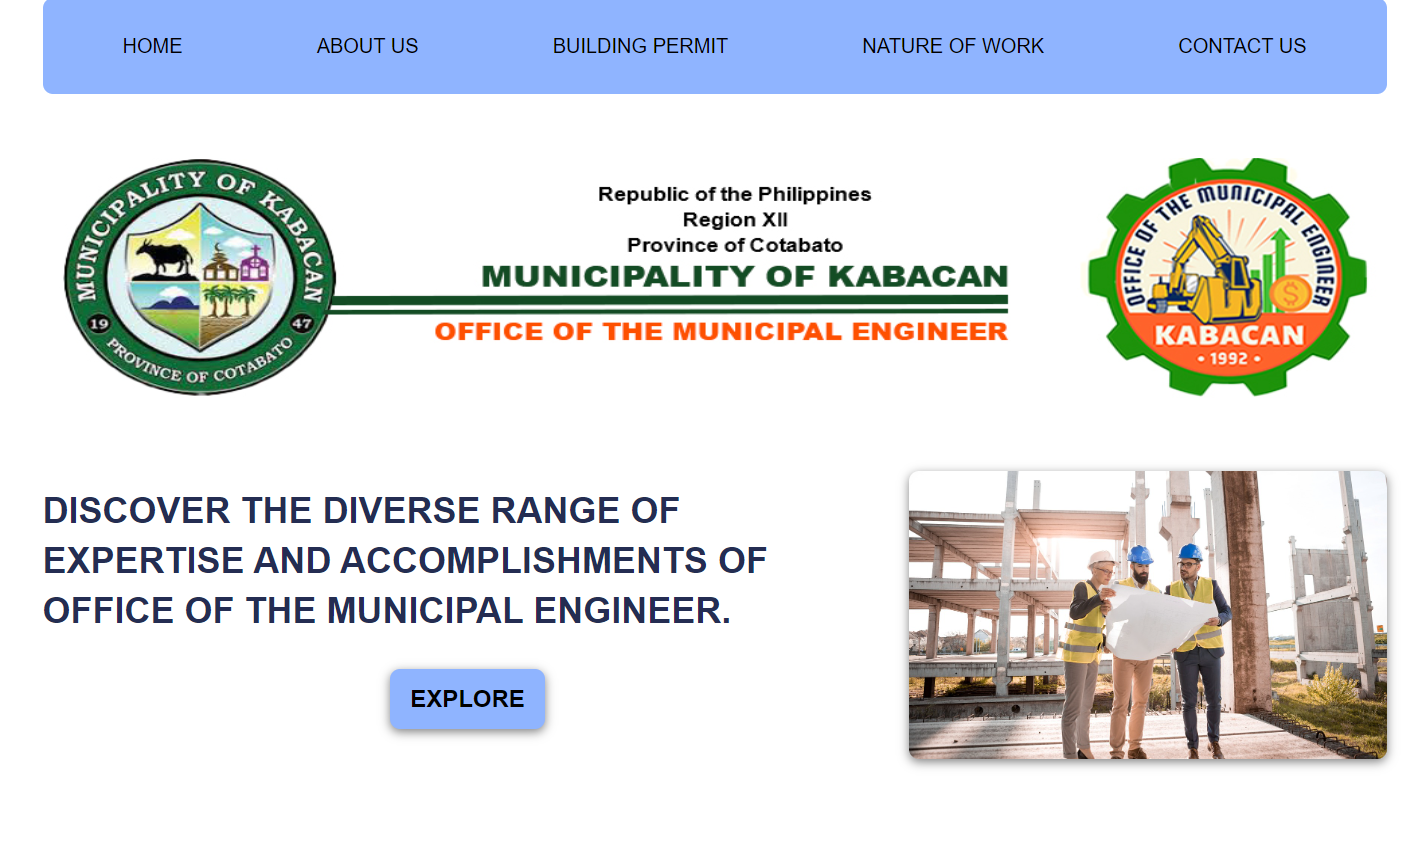 HOME ABOUT US BUILDING PERMIT NATURE OF WORK CONTACT US
MUNICIPALITY OF KABACAN
19 47
PROVINCE OF COTABATO
Republic of the Philippines
Region XII
Province of Cotabato
MUNICIPALITY OF KABACAN
OFFICE OF THE MUNICIPAL ENGINEER
OFFICE OF THE MUNICIPAL ENGINEER
KABACAN
• 1992 •
DISCOVER THE DIVERSE RANGE OF
EXPERTISE AND ACCOMPLISHMENTS OF
OFFICE OF THE MUNICIPAL ENGINEER.
EXPLORE